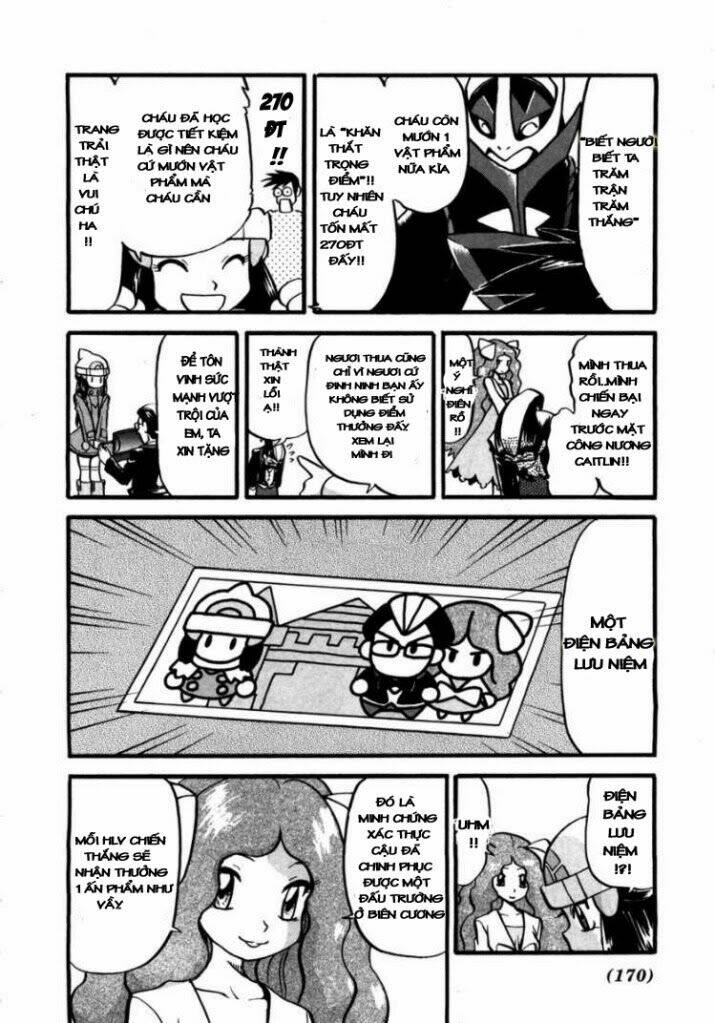 "BIẾT NGƯỜI
BIẾT TA
TRĂM
TRẬN
TRĂM
THẮNG"
CHÁU CÒN
MƯỚN 1
VẬT PHẨM
NỮA KÌA
LÀ "KHĂN
THẮT
TRỌNG
ĐIỂM"!!
TUY NHIÊN
CHÁU
TỐN MẤT
270ĐT
ĐẤY!!
270
ĐT
!!
CHÁU ĐÃ HỌC
ĐƯỢC TIẾT KIỆM
LÀ GÌ NÊN CHÁU
CỨ MƯỚN VẬT
PHẨM MÀ
CHÁU CẦN
TRANG
TRẢI
THẬT
LÀ
VUI
CHÚ
HA!!
MÌNH THUA
RỒI..MÌNH
CHIẾN BẠI
NGAY
TRƯỚC MẶT
CÔNG NƯƠNG
CAITLIN!!
MỘT
Ý
NGHĨ
ĐIÊN
RỒ!!
NGƯƠI THUA CŨNG
CHỈ VÌ NGƯƠI CỨ
ĐINH NINH BẠN ẤY
KHÔNG BIẾT SỬ
DỤNG ĐIỂM
THƯỞNG ĐẤY.
XEM LẠI
MÌNH ĐI
THÀNH
THẬT
XIN
LỖI
Ạ!!
ĐỂ TÔN
VINH SỨC
MẠNH VƯỢT
TRỘI CỦA
EM, TA
XIN TẶNG
MỘT
ĐIỆN BẢNG
LƯU NIỆM
ĐIỆN
BẢNG
LƯU
NIỆM
!?!
UHM
!!
ĐÓ LÀ
MINH CHỨNG
XÁC THỰC
CẬU ĐÃ
CHINH PHỤC
ĐƯỢC MỘT
ĐẤU TRƯỜNG
Ở BIÊN CƯƠNG
MỖI HLV CHIẾN
THẮNG SẼ
NHẬN THƯỞNG
1 ẤN PHẨM NHƯ
VẦY.
(170)